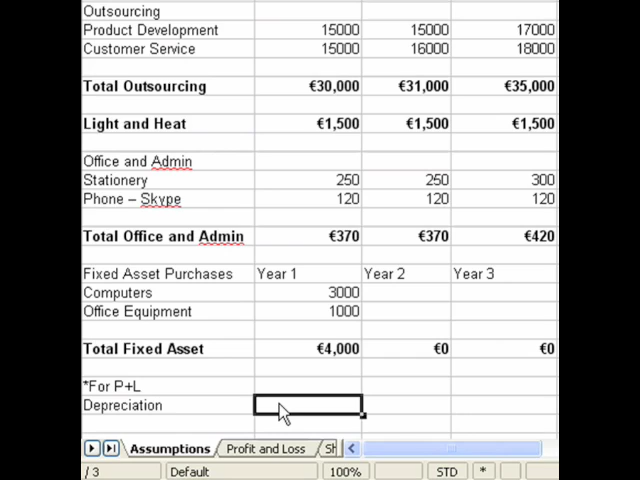 Outsourcing
Product Development 15000 15000 17000
Customer Service 15000 16000 18000
Total Outsourcing €30,000 €31,000 €35,000
Light and Heat €1,500 €1,500 €1,500
Office and Admin
Stationery 250 250 300
Phone – Skype 120 120 120
Total Office and Admin €370 €370 €420
Fixed Asset Purchases Year 1 Year 2 Year 3
Computers 3000
Office Equipment 1000
Total Fixed Asset €4,000 €0 €0
*For P+L
Depreciation
Assumptions Profit and Loss Sh
/ 3 Default 100% STD *